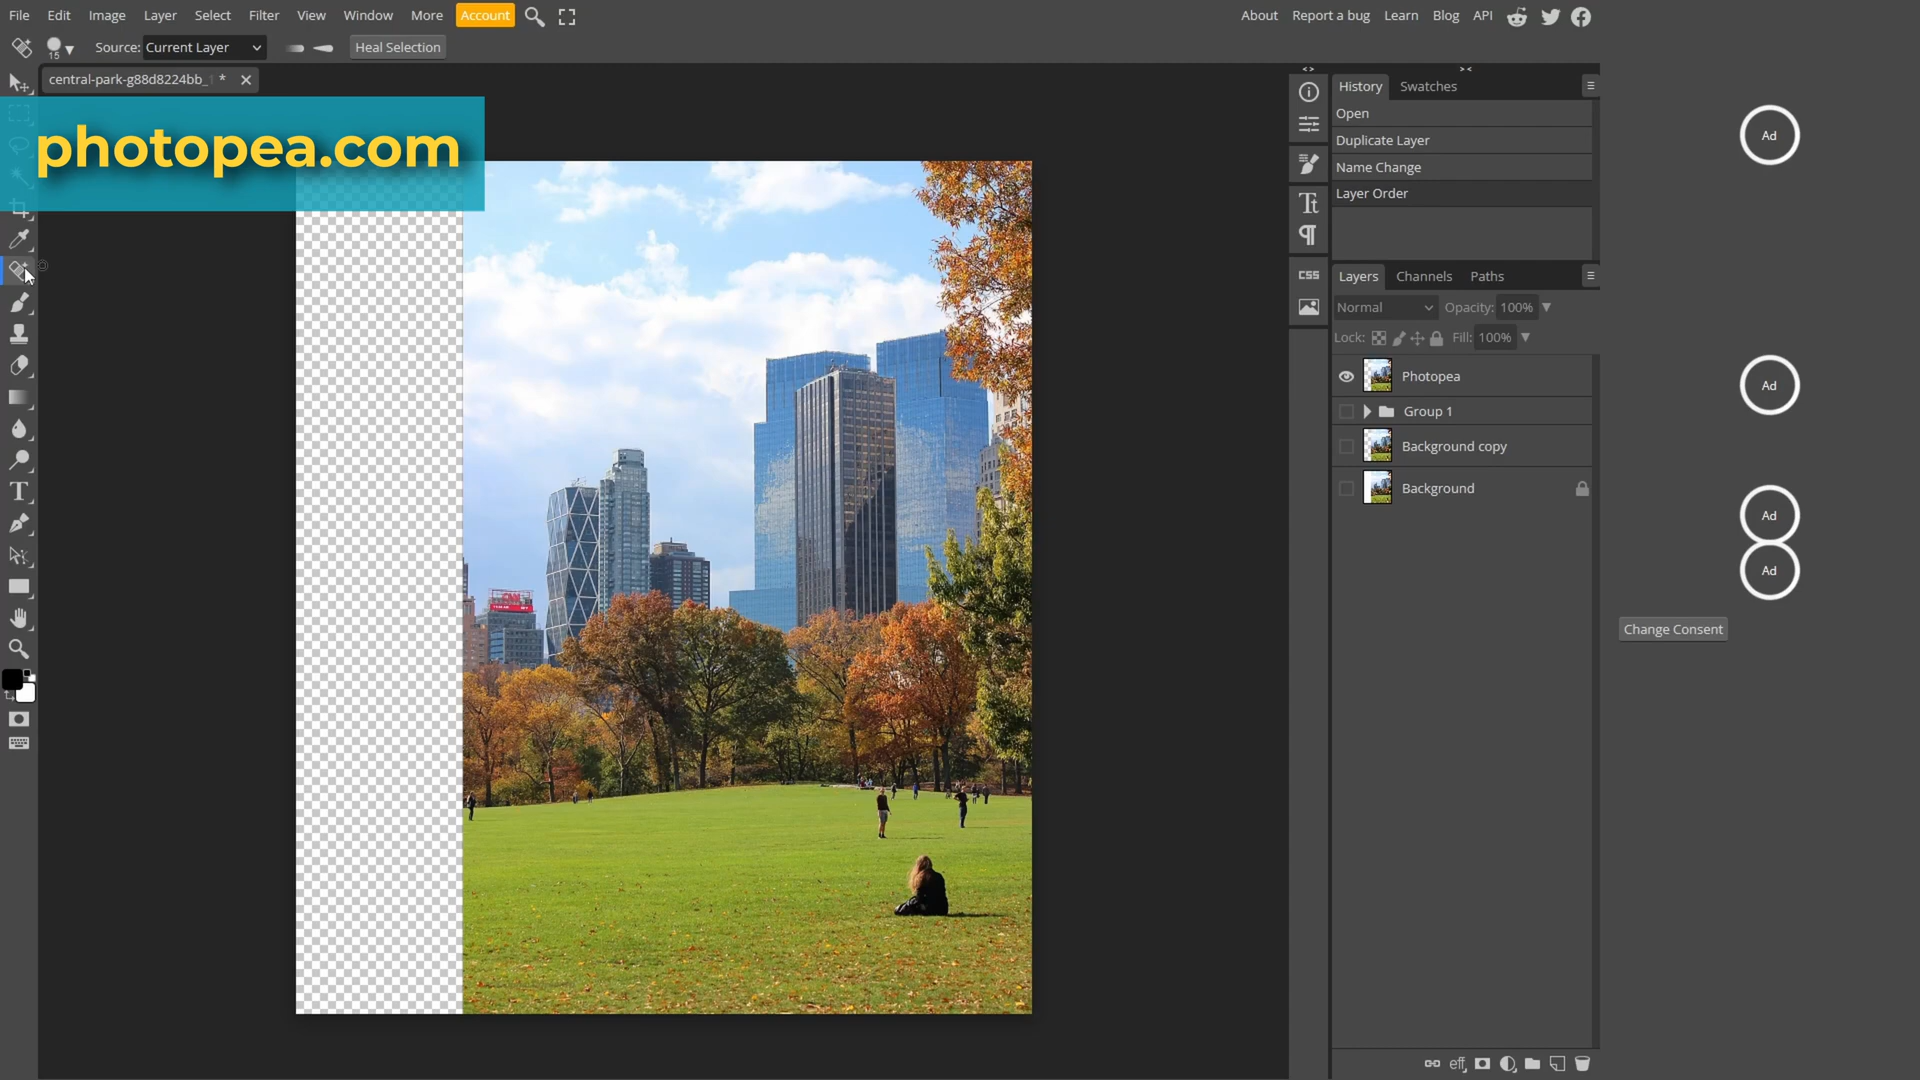 File Edit Image Layer Select Filter View Window More Account About Report a bug Learn Blog API
15 Source: Current Layer Heal Selection
central-park-g88d8224bb_ *
photopea.com
History Swatches
Open
Duplicate Layer
Name Change
Layer Order
CSS
Layers Channels Paths
Normal Opacity: 100%
Lock: Fill: 100%
Photopea
Group 1
Background copy
Background
eff
Ad
Ad
Ad
Ad
Change Consent